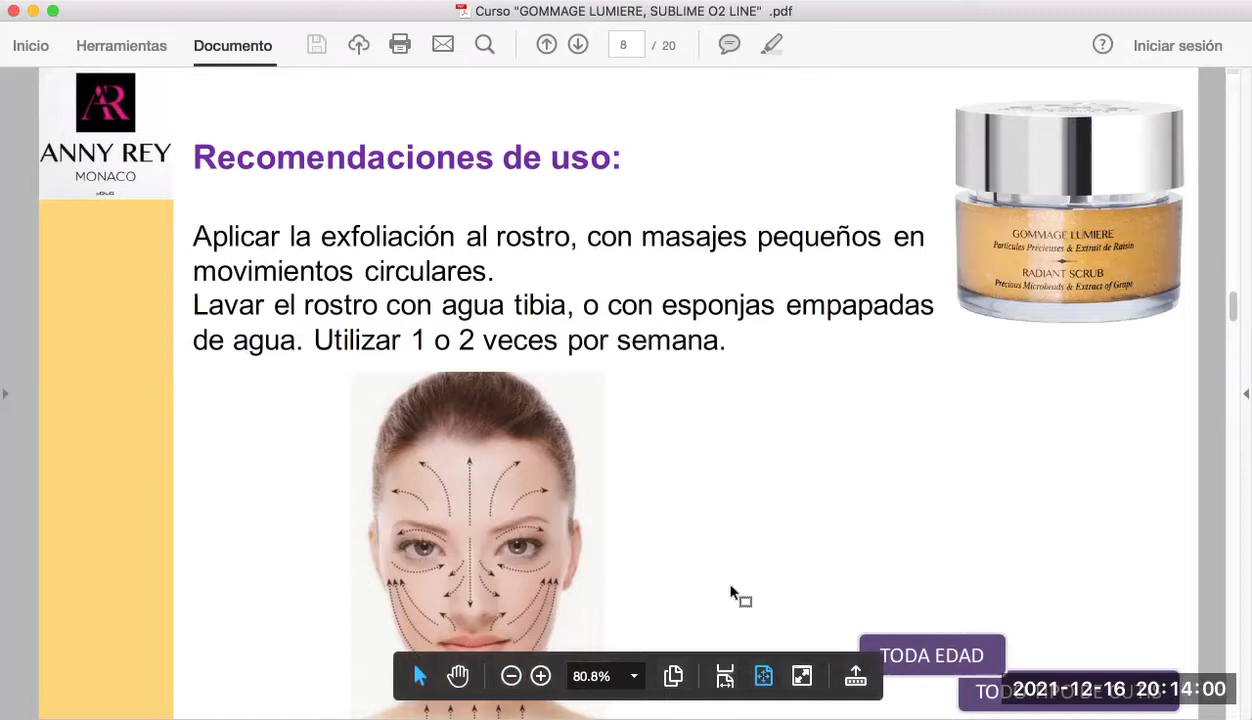 Curso "GOMMAGE LUMIERE, SUBLIME O2 LINE" .pdf
Inicio Herramientas Documento 8 / 20 Iniciar sesión
AR
ANNY REY
MONACO
Recomendaciones de uso:
Aplicar la exfoliación al rostro, con masajes pequeños en
movimientos circulares.
Lavar el rostro con agua tibia, o con esponjas empapadas
de agua. Utilizar 1 o 2 veces por semana.
GOMMAGE LUMIERE
Particules Précieuses & Extrait de Raisin
RADIANT SCRUB
Precious Microbeads & Extract of Grape
80.8%
TODA EDAD
2021-12-16 20:14:00